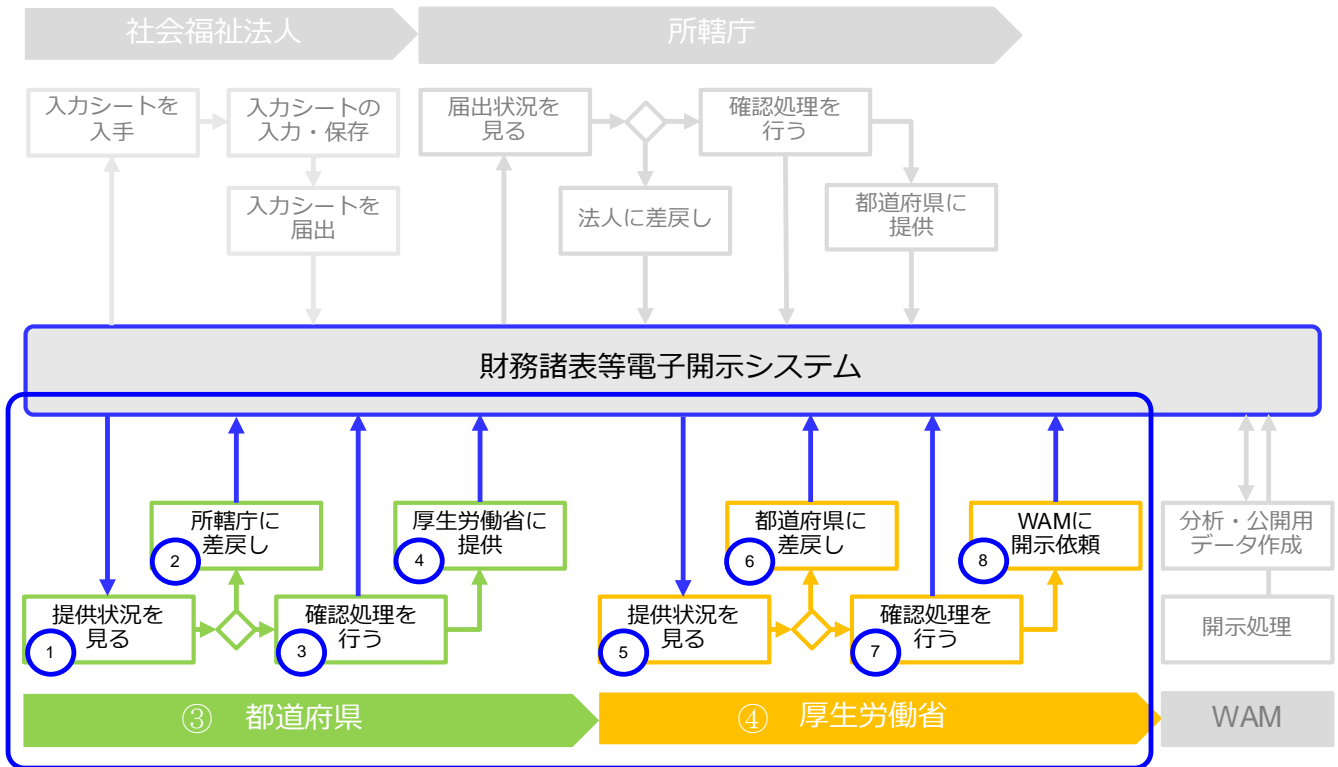 社会福祉法人
所轄庁
入力シートを
入手
入力シートの
入力・保存
届出状況を
見る
確認処理を
行う
入力シートを
届出
法人に差戻し
都道府県に
提供
財務諸表等電子開示システム
所轄庁に
差戻し
2
厚生労働省に
提供
4
都道府県に
差戻し
6
WAMに
開示依頼
8
分析・公開用
データ作成
提供状況を
見る
1
確認処理を
行う
3
提供状況を
見る
5
確認処理を
行う
7
開示処理
③ 都道府県
④ 厚生労働省
WAM